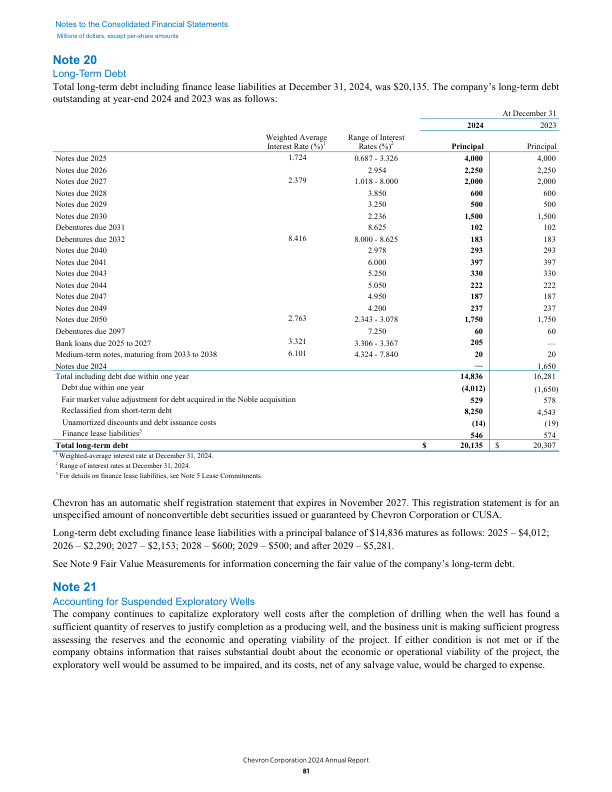 Notes to the Consolidated Financial Statements
Millions of dollars, except per-share amounts
Note 20
Long-Term Debt
Total long-term debt including finance lease liabilities at December 31, 2024, was $20,135. The company's long-term debt
outstanding at year-end 2024 and 2023 was as follows:
At December 31
2024 2023
Weighted Average Interest Rate (%)1 Range of Interest Rates (%)2 Principal Principal
Notes due 2025 1.724 0.687 - 3.326 4,000 4,000
Notes due 2026 2.954 2,250 2,250
Notes due 2027 2.379 1.018 - 8.000 2,000 2,000
Notes due 2028 3.850 600 600
Notes due 2029 3.250 500 500
Notes due 2030 2.236 1,500 1,500
Debentures due 2031 8.625 102 102
Debentures due 2032 8.416 8.000 - 8.625 183 183
Notes due 2040 2.978 293 293
Notes due 2041 6.000 397 397
Notes due 2043 5.250 330 330
Notes due 2044 5.050 222 222
Notes due 2047 4.950 187 187
Notes due 2049 4.200 237 237
Notes due 2050 2.763 2.343 - 3.078 1,750 1,750
Debentures due 2097 7.250 60 60
Bank loans due 2025 to 2027 3.321 3.306 - 3.367 205 —
Medium-term notes, maturing from 2033 to 2038 6.101 4.324 - 7.840 20 20
Notes due 2024 — 1,650
Total including debt due within one year 14,836 16,281
Debt due within one year (4,012) (1,650)
Fair market value adjustment for debt acquired in the Noble acquisition 529 578
Reclassified from short-term debt 8,250 4,543
Unamortized discounts and debt issuance costs (14) (19)
Finance lease liabilities3 546 574
Total long-term debt $ 20,135 $ 20,307
1 Weighted-average interest rate at December 31, 2024.
2 Range of interest rates at December 31, 2024.
3 For details on finance lease liabilities, see Note 5 Lease Commitments.
Chevron has an automatic shelf registration statement that expires in November 2027. This registration statement is for an
unspecified amount of nonconvertible debt securities issued or guaranteed by Chevron Corporation or CUSA.
Long-term debt excluding finance lease liabilities with a principal balance of $14,836 matures as follows: 2025 – $4,012;
2026 – $2,290; 2027 – $2,153; 2028 – $600; 2029 – $500; and after 2029 – $5,281.
See Note 9 Fair Value Measurements for information concerning the fair value of the company's long-term debt.
Note 21
Accounting for Suspended Exploratory Wells
The company continues to capitalize exploratory well costs after the completion of drilling when the well has found a
sufficient quantity of reserves to justify completion as a producing well, and the business unit is making sufficient progress
assessing the reserves and the economic and operating viability of the project. If either condition is not met or if the
company obtains information that raises substantial doubt about the economic or operational viability of the project, the
exploratory well would be assumed to be impaired, and its costs, net of any salvage value, would be charged to expense.
Chevron Corporation 2024 Annual Report
81